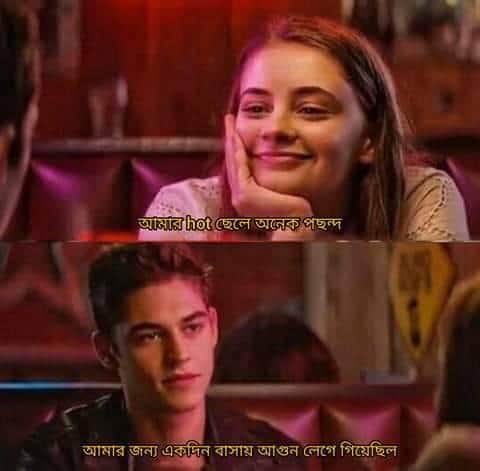 আমার hot ছেলে অনেক পছন্দ
আমার জন্য একদিন বাসায় আগুন লেগে গিয়েছিল